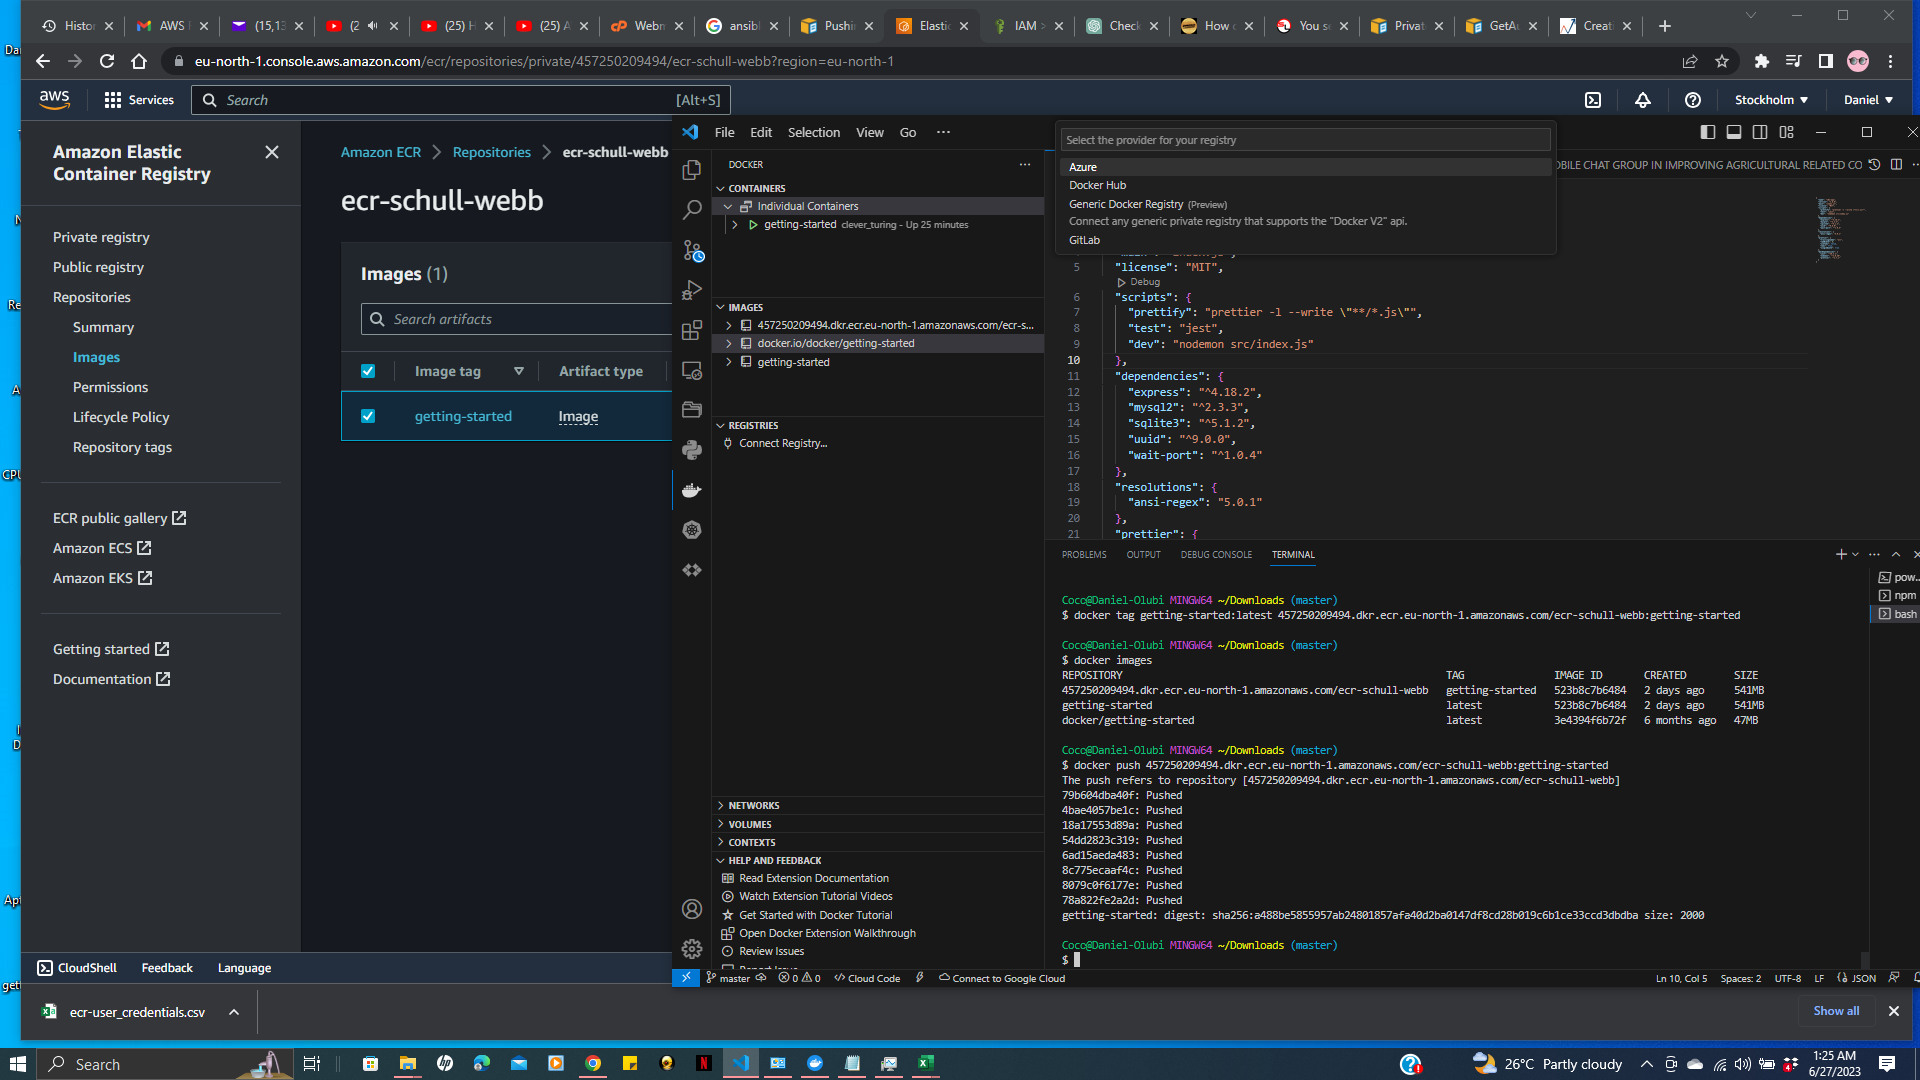 Histor
AWS F
(15,13
(2
(25) H
(25) A
Webm
ansibl
Pushi
Elastic
IAM >
Check
How c
You se
Privat
GetAu
Creati
eu-north-1.console.aws.amazon.com/ecr/repositories/private/457250209494/ecr-schull-webb?region=eu-north-1
aws
Services
Search
[Alt+S]
Stockholm
Daniel
Amazon Elastic
Container Registry
Private registry
Public registry
Repositories
Summary
Images
Permissions
Lifecycle Policy
Repository tags
ECR public gallery
Amazon ECS
Amazon EKS
Getting started
Documentation
Amazon ECR
Repositories
ecr-schull-webb
ecr-schull-webb
Images (1)
Search artifacts
Image tag
Artifact type
getting-started
Image
CloudShell
Feedback
Language
File
Edit
Selection
View
Go
DOCKER
CONTAINERS
Individual Containers
getting-started clever_turing - Up 25 minutes
IMAGES
457250209494.dkr.ecr.eu-north-1.amazonaws.com/ecr-s...
docker.io/docker/getting-started
getting-started
REGISTRIES
Connect Registry...
NETWORKS
VOLUMES
CONTEXTS
HELP AND FEEDBACK
Read Extension Documentation
Watch Extension Tutorial Videos
Get Started with Docker Tutorial
Open Docker Extension Walkthrough
Review Issues
Select the provider for your registry
Azure
Docker Hub
Generic Docker Registry (Preview)
Connect any generic private registry that supports the "Docker V2" api.
GitLab
OBILE CHAT GROUP IN IMPROVING AGRICULTURAL RELATED CO
5 "license": "MIT",
Debug
6 "scripts": {
7 "prettify": "prettier -l --write \"**/*.js\"",
8 "test": "jest",
9 "dev": "nodemon src/index.js"
10 },
11 "dependencies": {
12 "express": "^4.18.2",
13 "mysql2": "^2.3.3",
14 "sqlite3": "^5.1.2",
15 "uuid": "^9.0.0",
16 "wait-port": "^1.0.4"
17 },
18 "resolutions": {
19 "ansi-regex": "5.0.1"
20 },
21 "prettier": {
PROBLEMS
OUTPUT
DEBUG CONSOLE
TERMINAL
pow...
npm
bash
Coco@Daniel-Olubi MINGW64 ~/Downloads (master)
$ docker tag getting-started:latest 457250209494.dkr.ecr.eu-north-1.amazonaws.com/ecr-schull-webb:getting-started
Coco@Daniel-Olubi MINGW64 ~/Downloads (master)
$ docker images
REPOSITORY TAG IMAGE ID CREATED SIZE
457250209494.dkr.ecr.eu-north-1.amazonaws.com/ecr-schull-webb getting-started 523b8c7b6484 2 days ago 541MB
getting-started latest 523b8c7b6484 2 days ago 541MB
docker/getting-started latest 3e4394f6b72f 6 months ago 47MB
Coco@Daniel-Olubi MINGW64 ~/Downloads (master)
$ docker push 457250209494.dkr.ecr.eu-north-1.amazonaws.com/ecr-schull-webb:getting-started
The push refers to repository [457250209494.dkr.ecr.eu-north-1.amazonaws.com/ecr-schull-webb]
79b604dba40f: Pushed
4bae4057be1c: Pushed
18a17553d89a: Pushed
54dd2823c319: Pushed
6ad15aeda483: Pushed
8c775ecaaf4c: Pushed
8079c0f6177e: Pushed
78a822fe2a2d: Pushed
getting-started: digest: sha256:a488be5855957ab24801857afa40d2ba0147df8cd28b019c6b1ce33ccd3dbdba size: 2000
Coco@Daniel-Olubi MINGW64 ~/Downloads (master)
$
master
0
0
Cloud Code
Connect to Google Cloud
Ln 10, Col 5
Spaces: 2
UTF-8
LF
JSON
ecr-user_credentials.csv
Show all
Search
26°C Partly cloudy
1:25 AM
6/27/2023